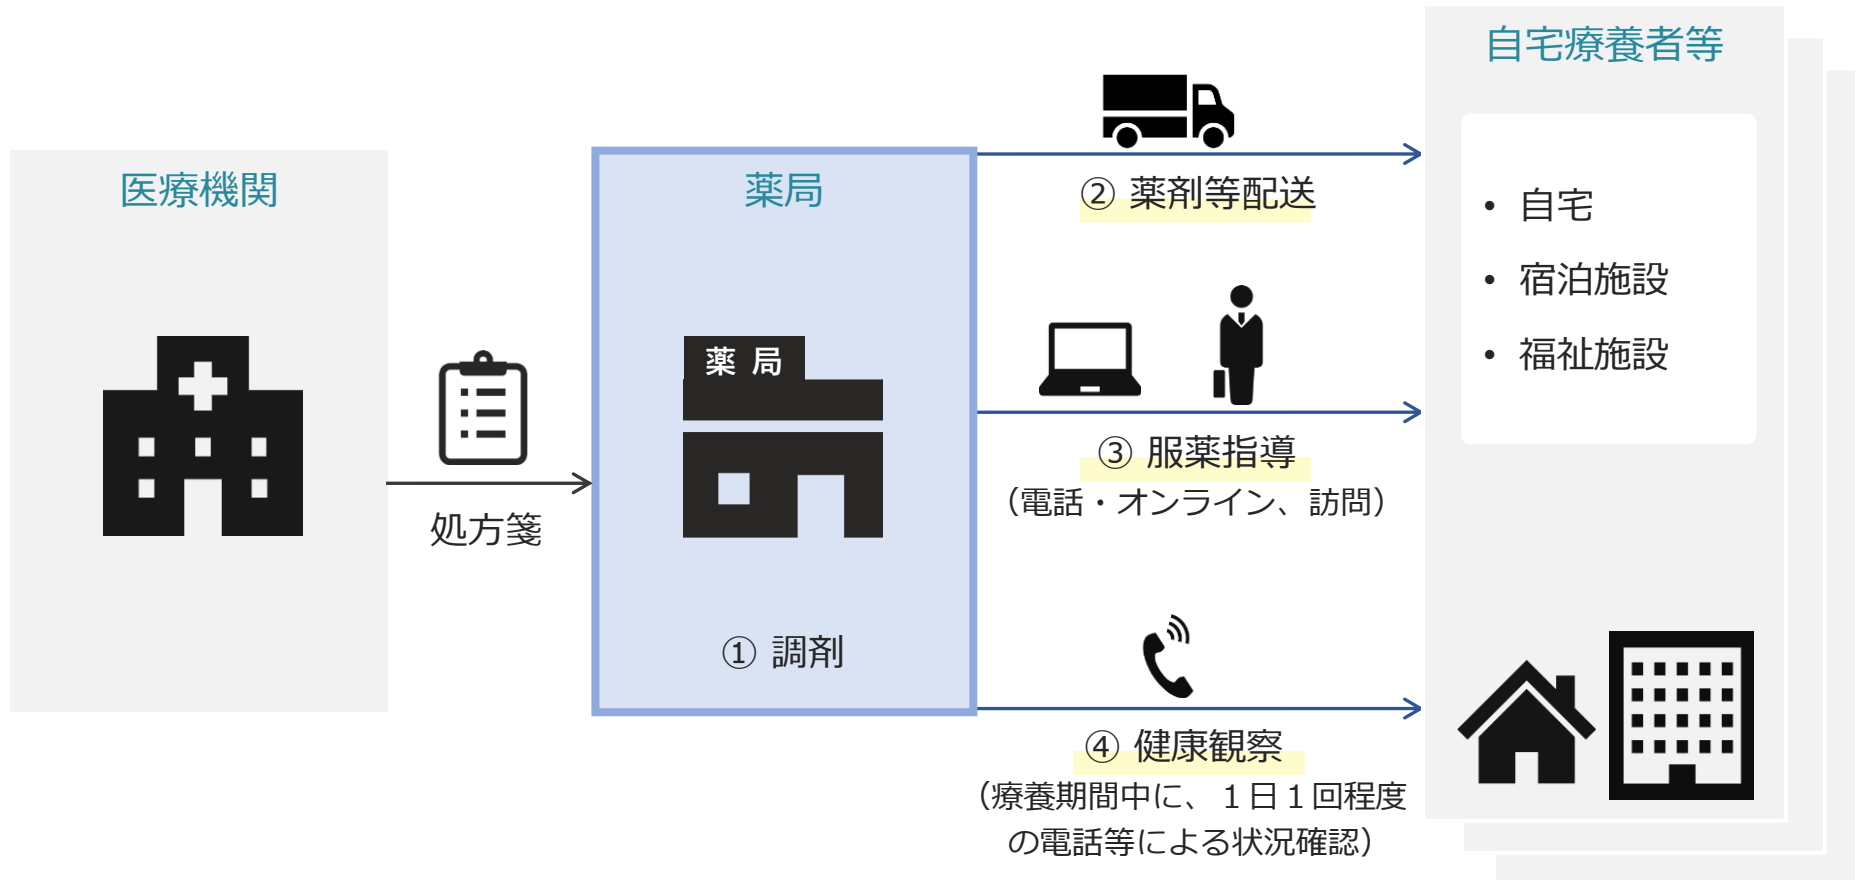 医療機関
処方箋
薬局
薬 局
① 調剤
② 薬剤等配送
③ 服薬指導
（電話・オンライン、訪問）
④ 健康観察
（療養期間中に、１日１回程度
の電話等による状況確認）
自宅療養者等
• 自宅
• 宿泊施設
• 福祉施設